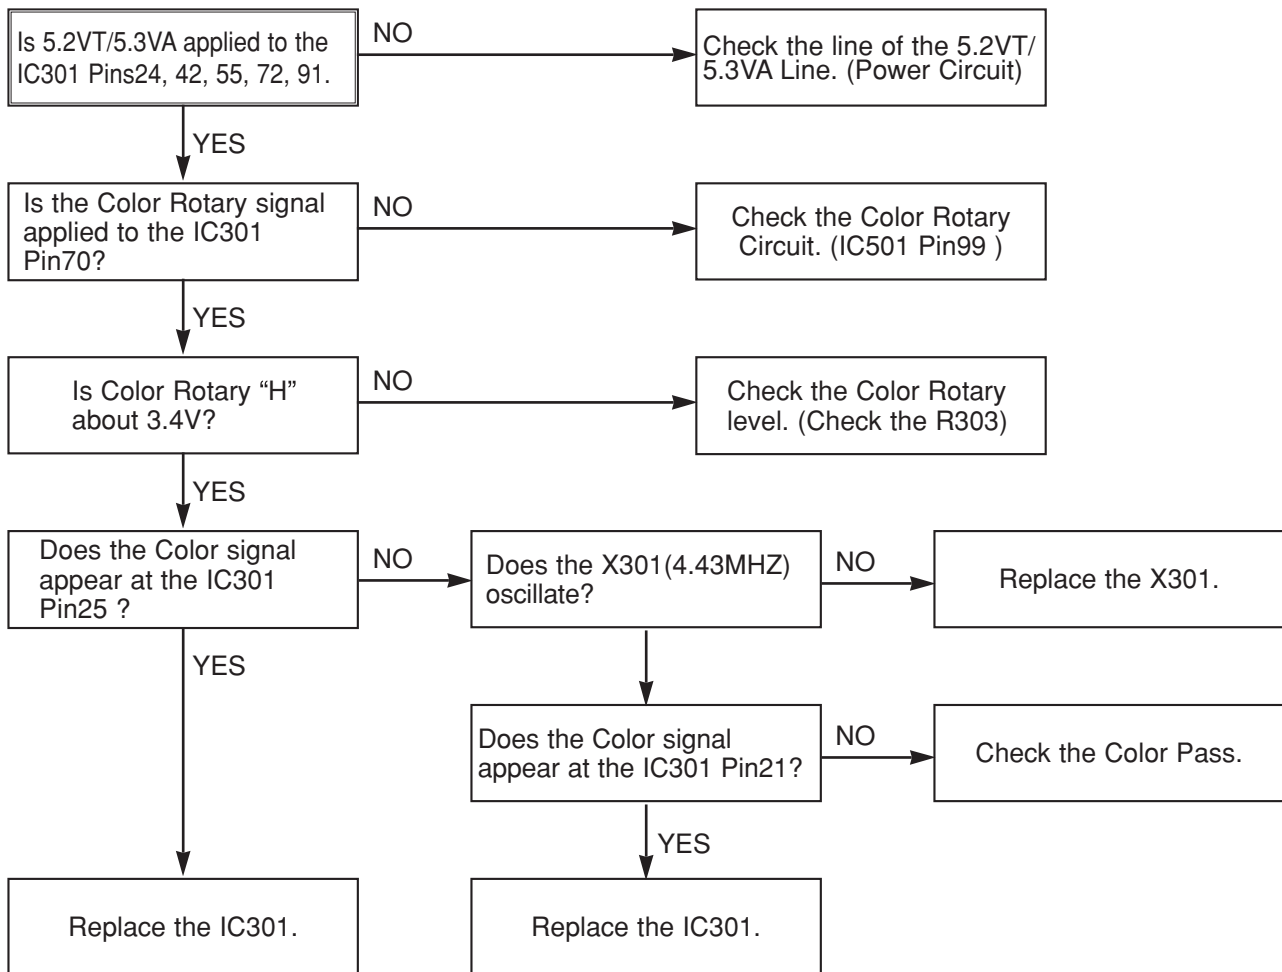 Is 5.2VT/5.3VA applied to the
IC301 Pins24, 42, 55, 72, 91.
NO
Check the line of the 5.2VT/
5.3VA Line. (Power Circuit)
YES
Is the Color Rotary signal
applied to the IC301
Pin70?
NO
Check the Color Rotary
Circuit. (IC501 Pin99 )
YES
Is Color Rotary “H”
about 3.4V?
NO
Check the Color Rotary
level. (Check the R303)
YES
Does the Color signal
appear at the IC301
Pin25 ?
NO
Does the X301(4.43MHZ)
oscillate?
NO
Replace the X301.
YES
Does the Color signal
appear at the IC301 Pin21?
NO
Check the Color Pass.
YES
Replace the IC301.
Replace the IC301.